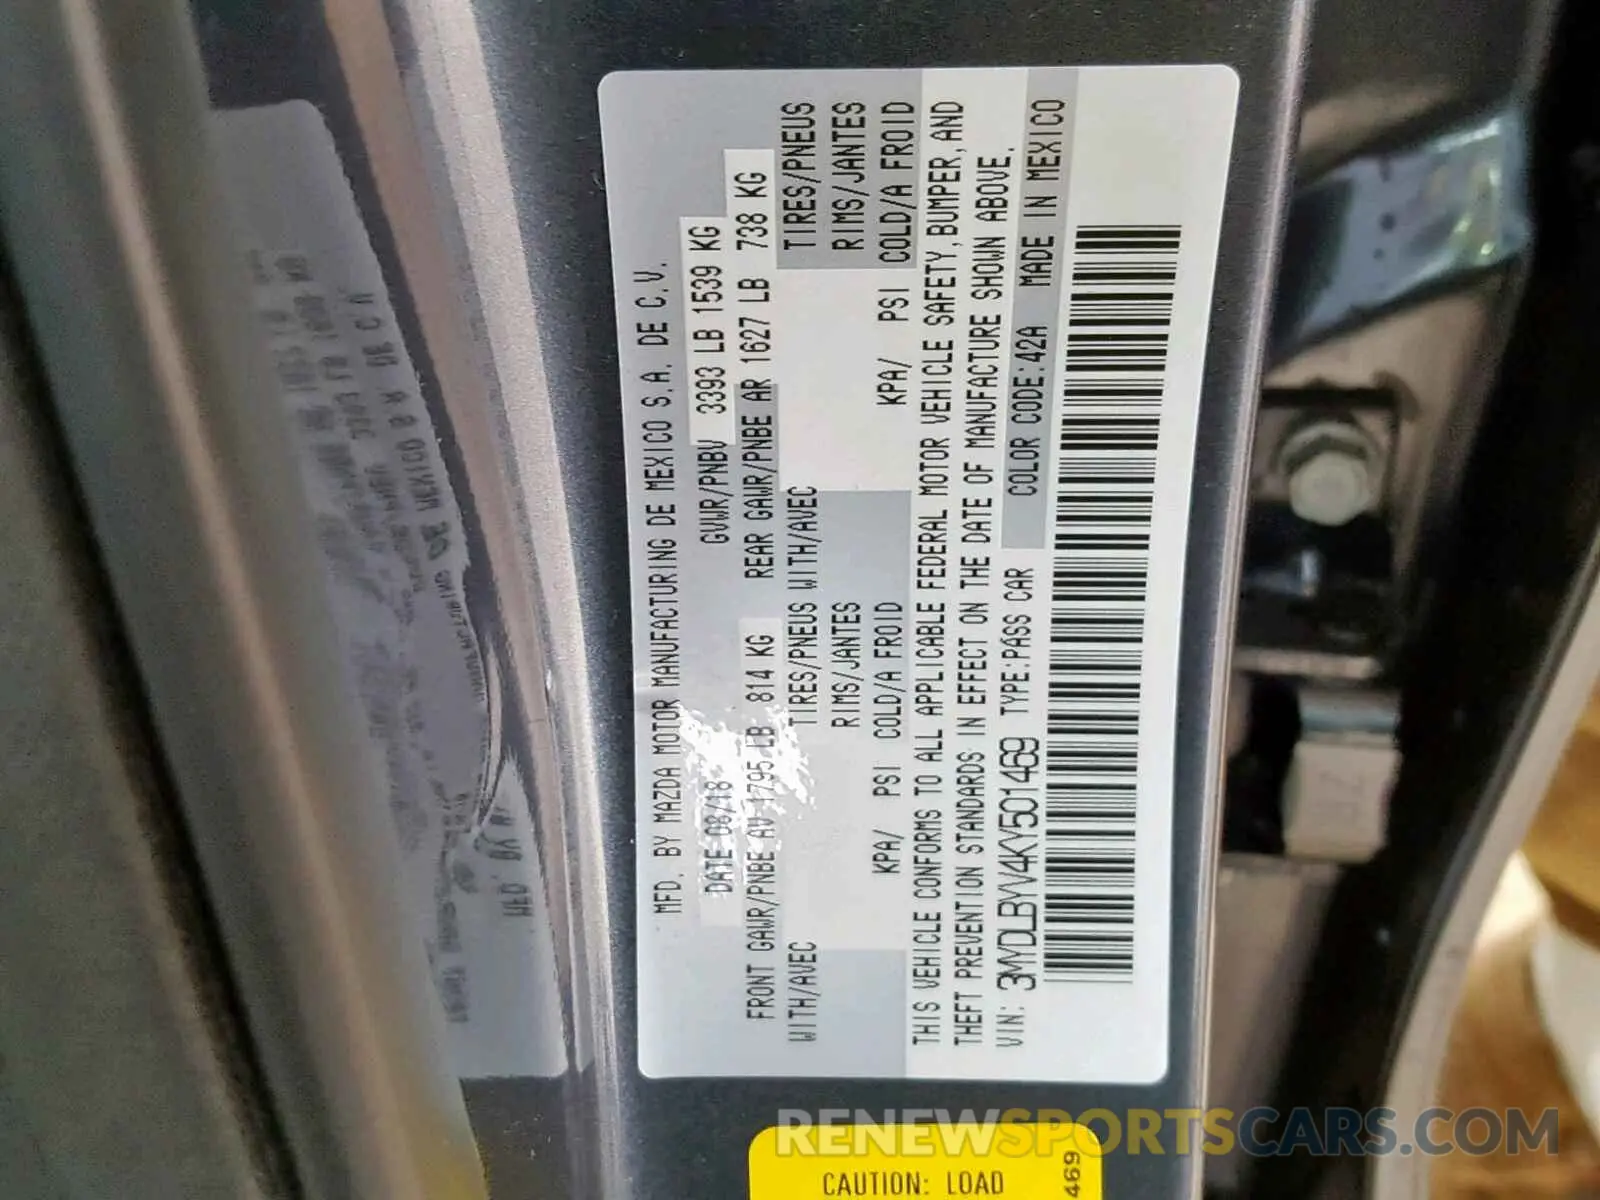 MFD. BY MAZDA MOTOR MANUFACTURING DE MEXICO S.A. DE C.V.
DATE 08/18 GVWR/PNBV 3393 LB 1539 KG
FRONT GAWR/PNBE AV 1795 LB 814 KG REAR GAWR/PNBE AR 1627 LB 738 KG
WITH/AVEC TIRES/PNEUS WITH/AVEC TIRES/PNEUS
RIMS/JANTES RIMS/JANTES
KPA/ PSI COLD/A FROID KPA/ PSI COLD/A FROID
THIS VEHICLE CONFORMS TO ALL APPLICABLE FEDERAL MOTOR VEHICLE SAFETY, BUMPER, AND
THEFT PREVENTION STANDARDS IN EFFECT ON THE DATE OF MANUFACTURE SHOWN ABOVE.
VIN: 3MYDLBYV4KY501469 TYPE:PASS CAR COLOR CODE:42A MADE IN MEXICO
CAUTION: LOAD
469
RENEWSPORTSCARS.COM